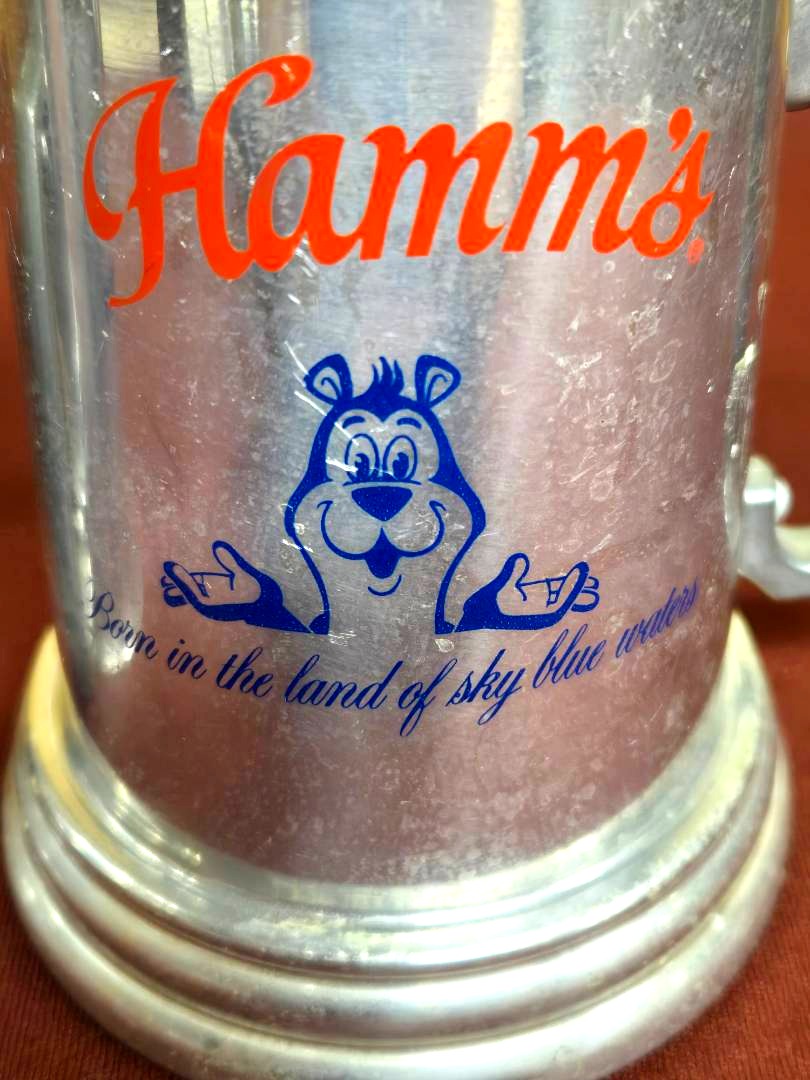 Hamm's®
Born in the land of sky blue waters